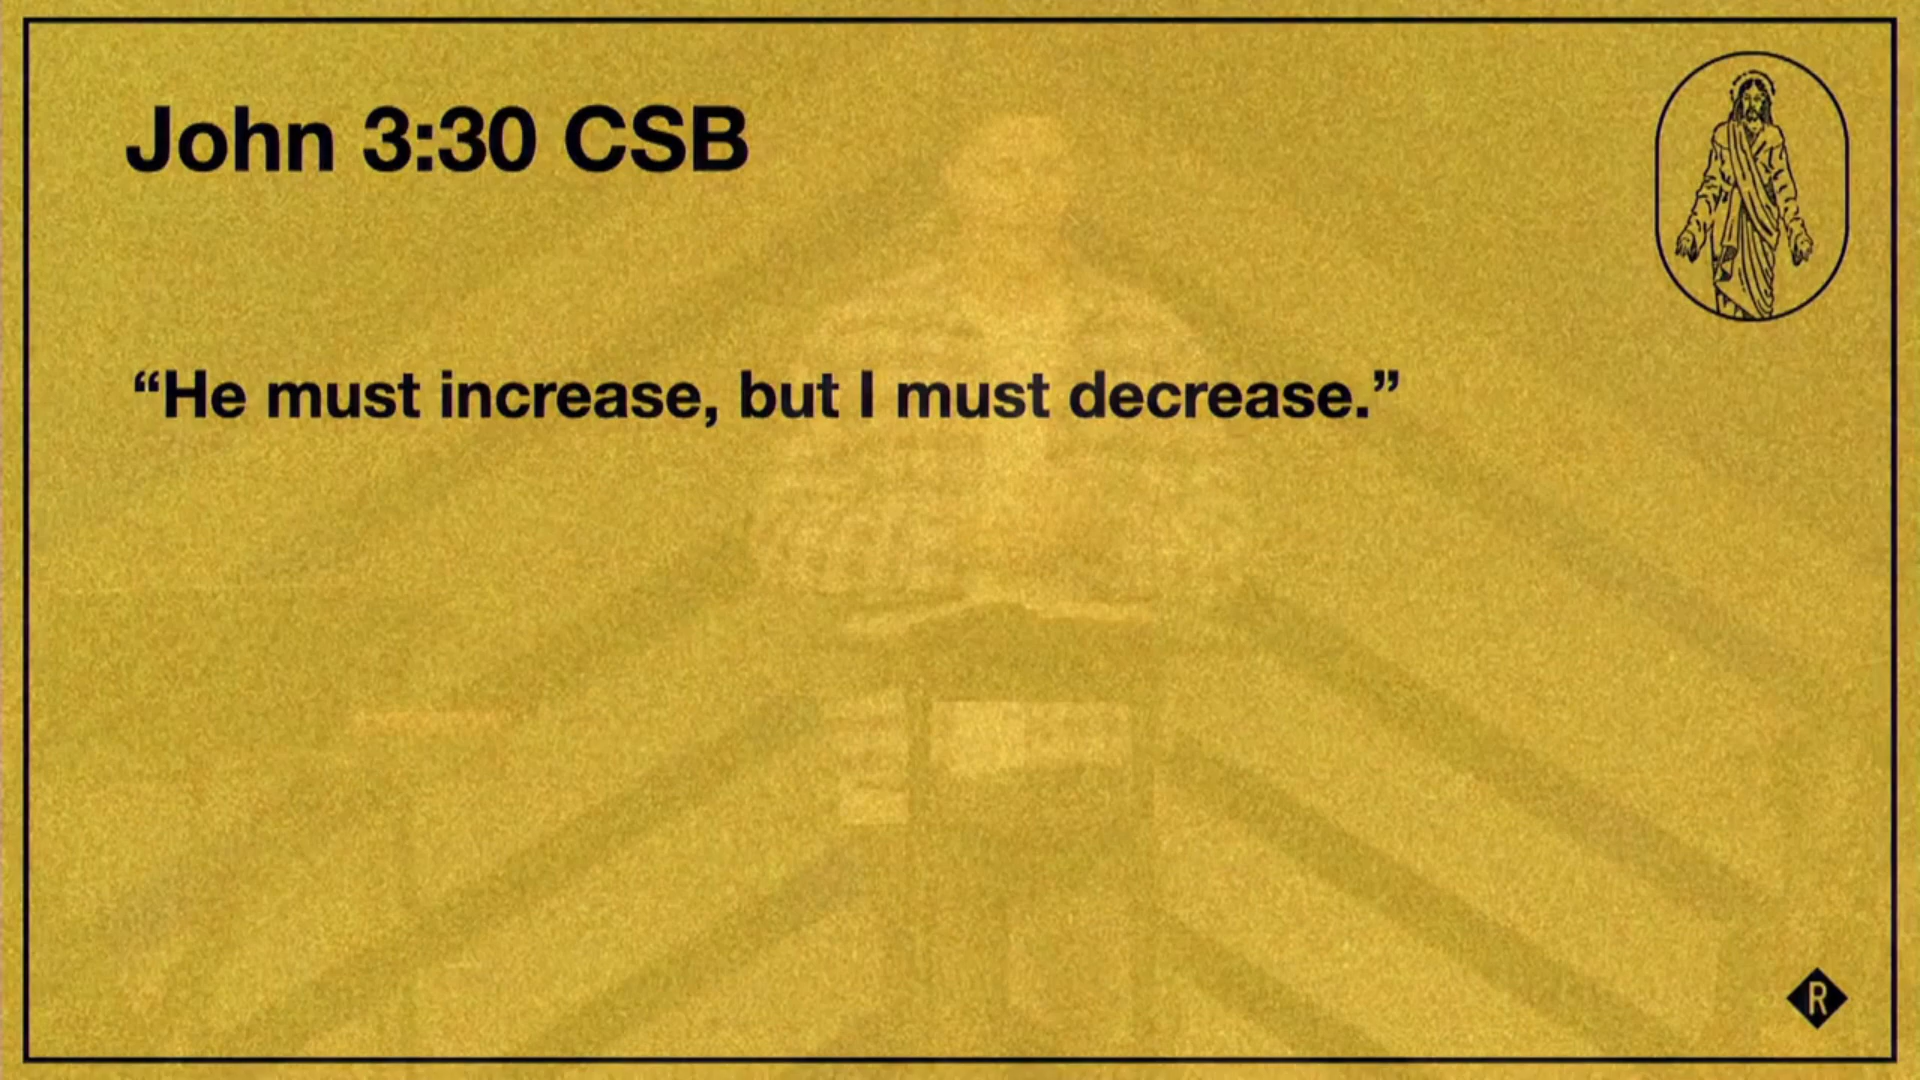 John 3:30 CSB
“He must increase, but I must decrease.”
R